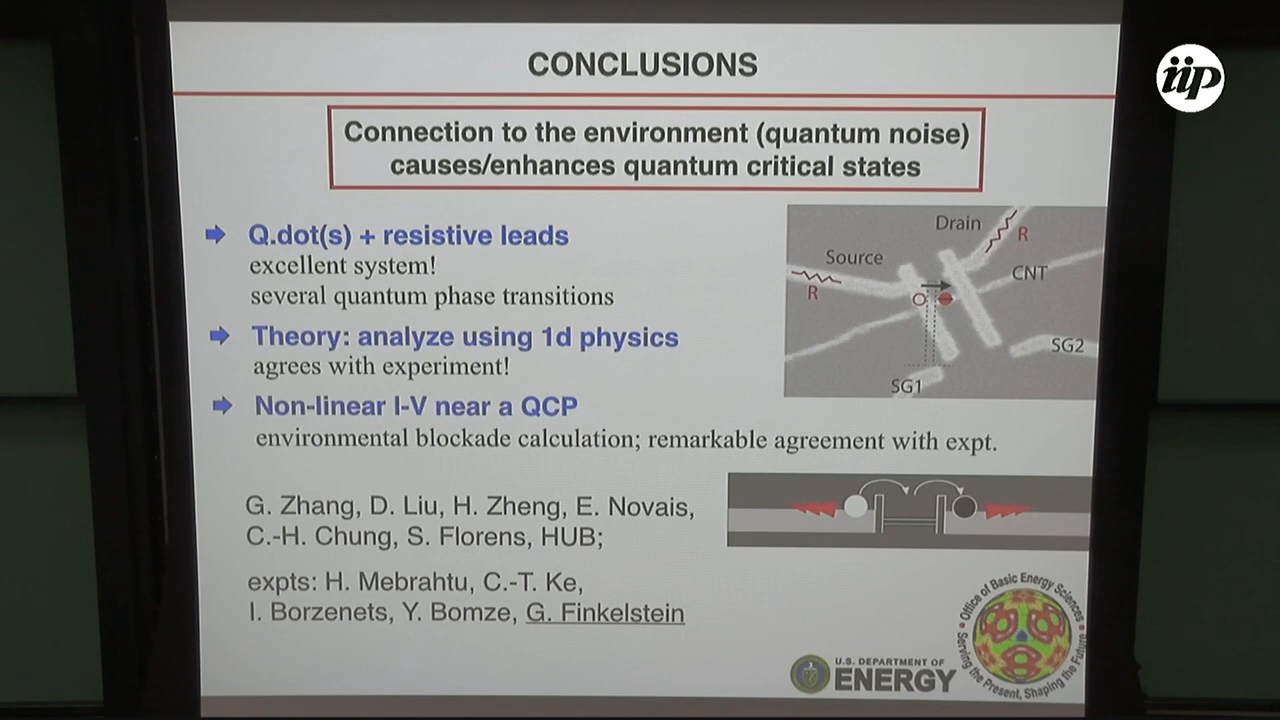 CONCLUSIONS
iip
Connection to the environment (quantum noise)
causes/enhances quantum critical states
Q.dot(s) + resistive leads
excellent system!
several quantum phase transitions
Theory: analyze using 1d physics
agrees with experiment!
Non-linear I-V near a QCP
environmental blockade calculation; remarkable agreement with expt.
Drain
R
Source
CNT
R
SG2
SG1
G. Zhang, D. Liu, H. Zheng, E. Novais,
C.-H. Chung, S. Florens, HUB;
expts: H. Mebrahtu, C.-T. Ke,
I. Borzenets, Y. Bomze, G. Finkelstein
U.S. DEPARTMENT OF
ENERGY
Office of Basic Energy Sciences
Serving the Present, Shaping the Future